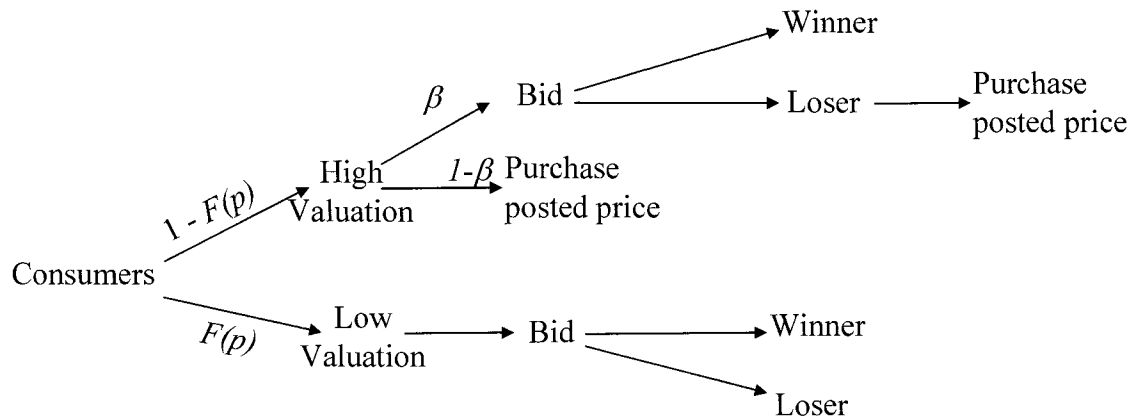 Winner
Bid
Loser
Purchase
posted price
β
High
Valuation
1-β
Purchase
posted price
1 - F(p)
Consumers
F(p)
Low
Valuation
Bid
Winner
Loser